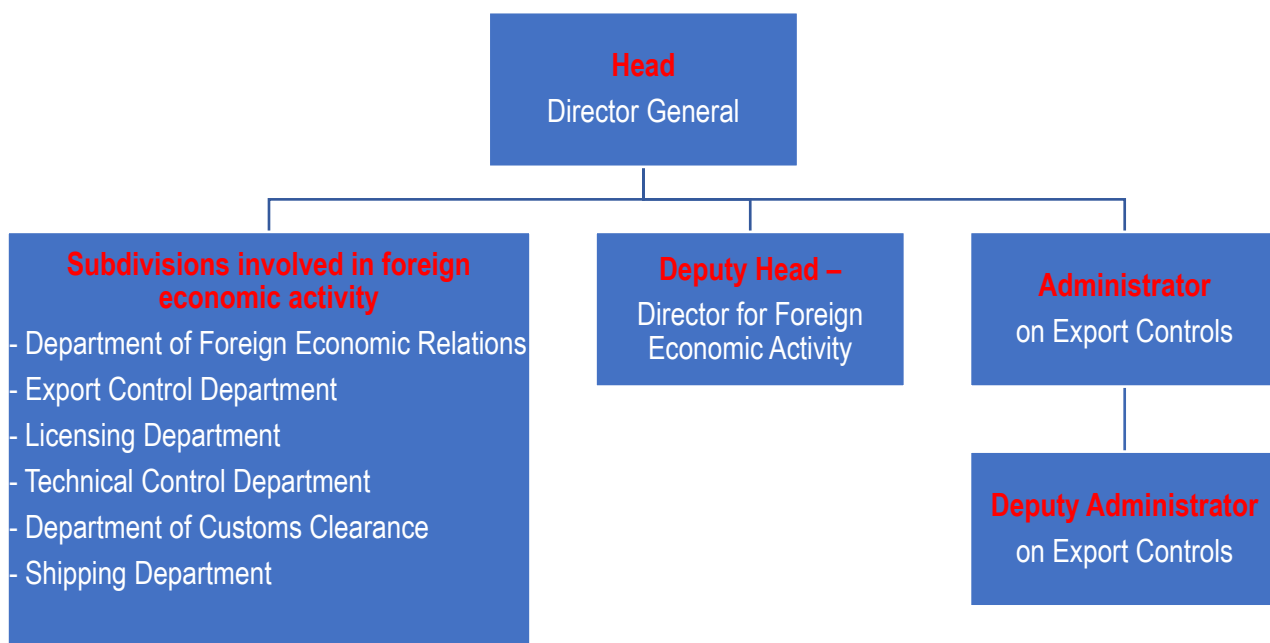 Head
Director General
Subdivisions involved in foreign
economic activity
- Department of Foreign Economic Relations
- Export Control Department
- Licensing Department
- Technical Control Department
- Department of Customs Clearance
- Shipping Department
Deputy Head –
Director for Foreign
Economic Activity
Administrator
on Export Controls
Deputy Administrator
on Export Controls